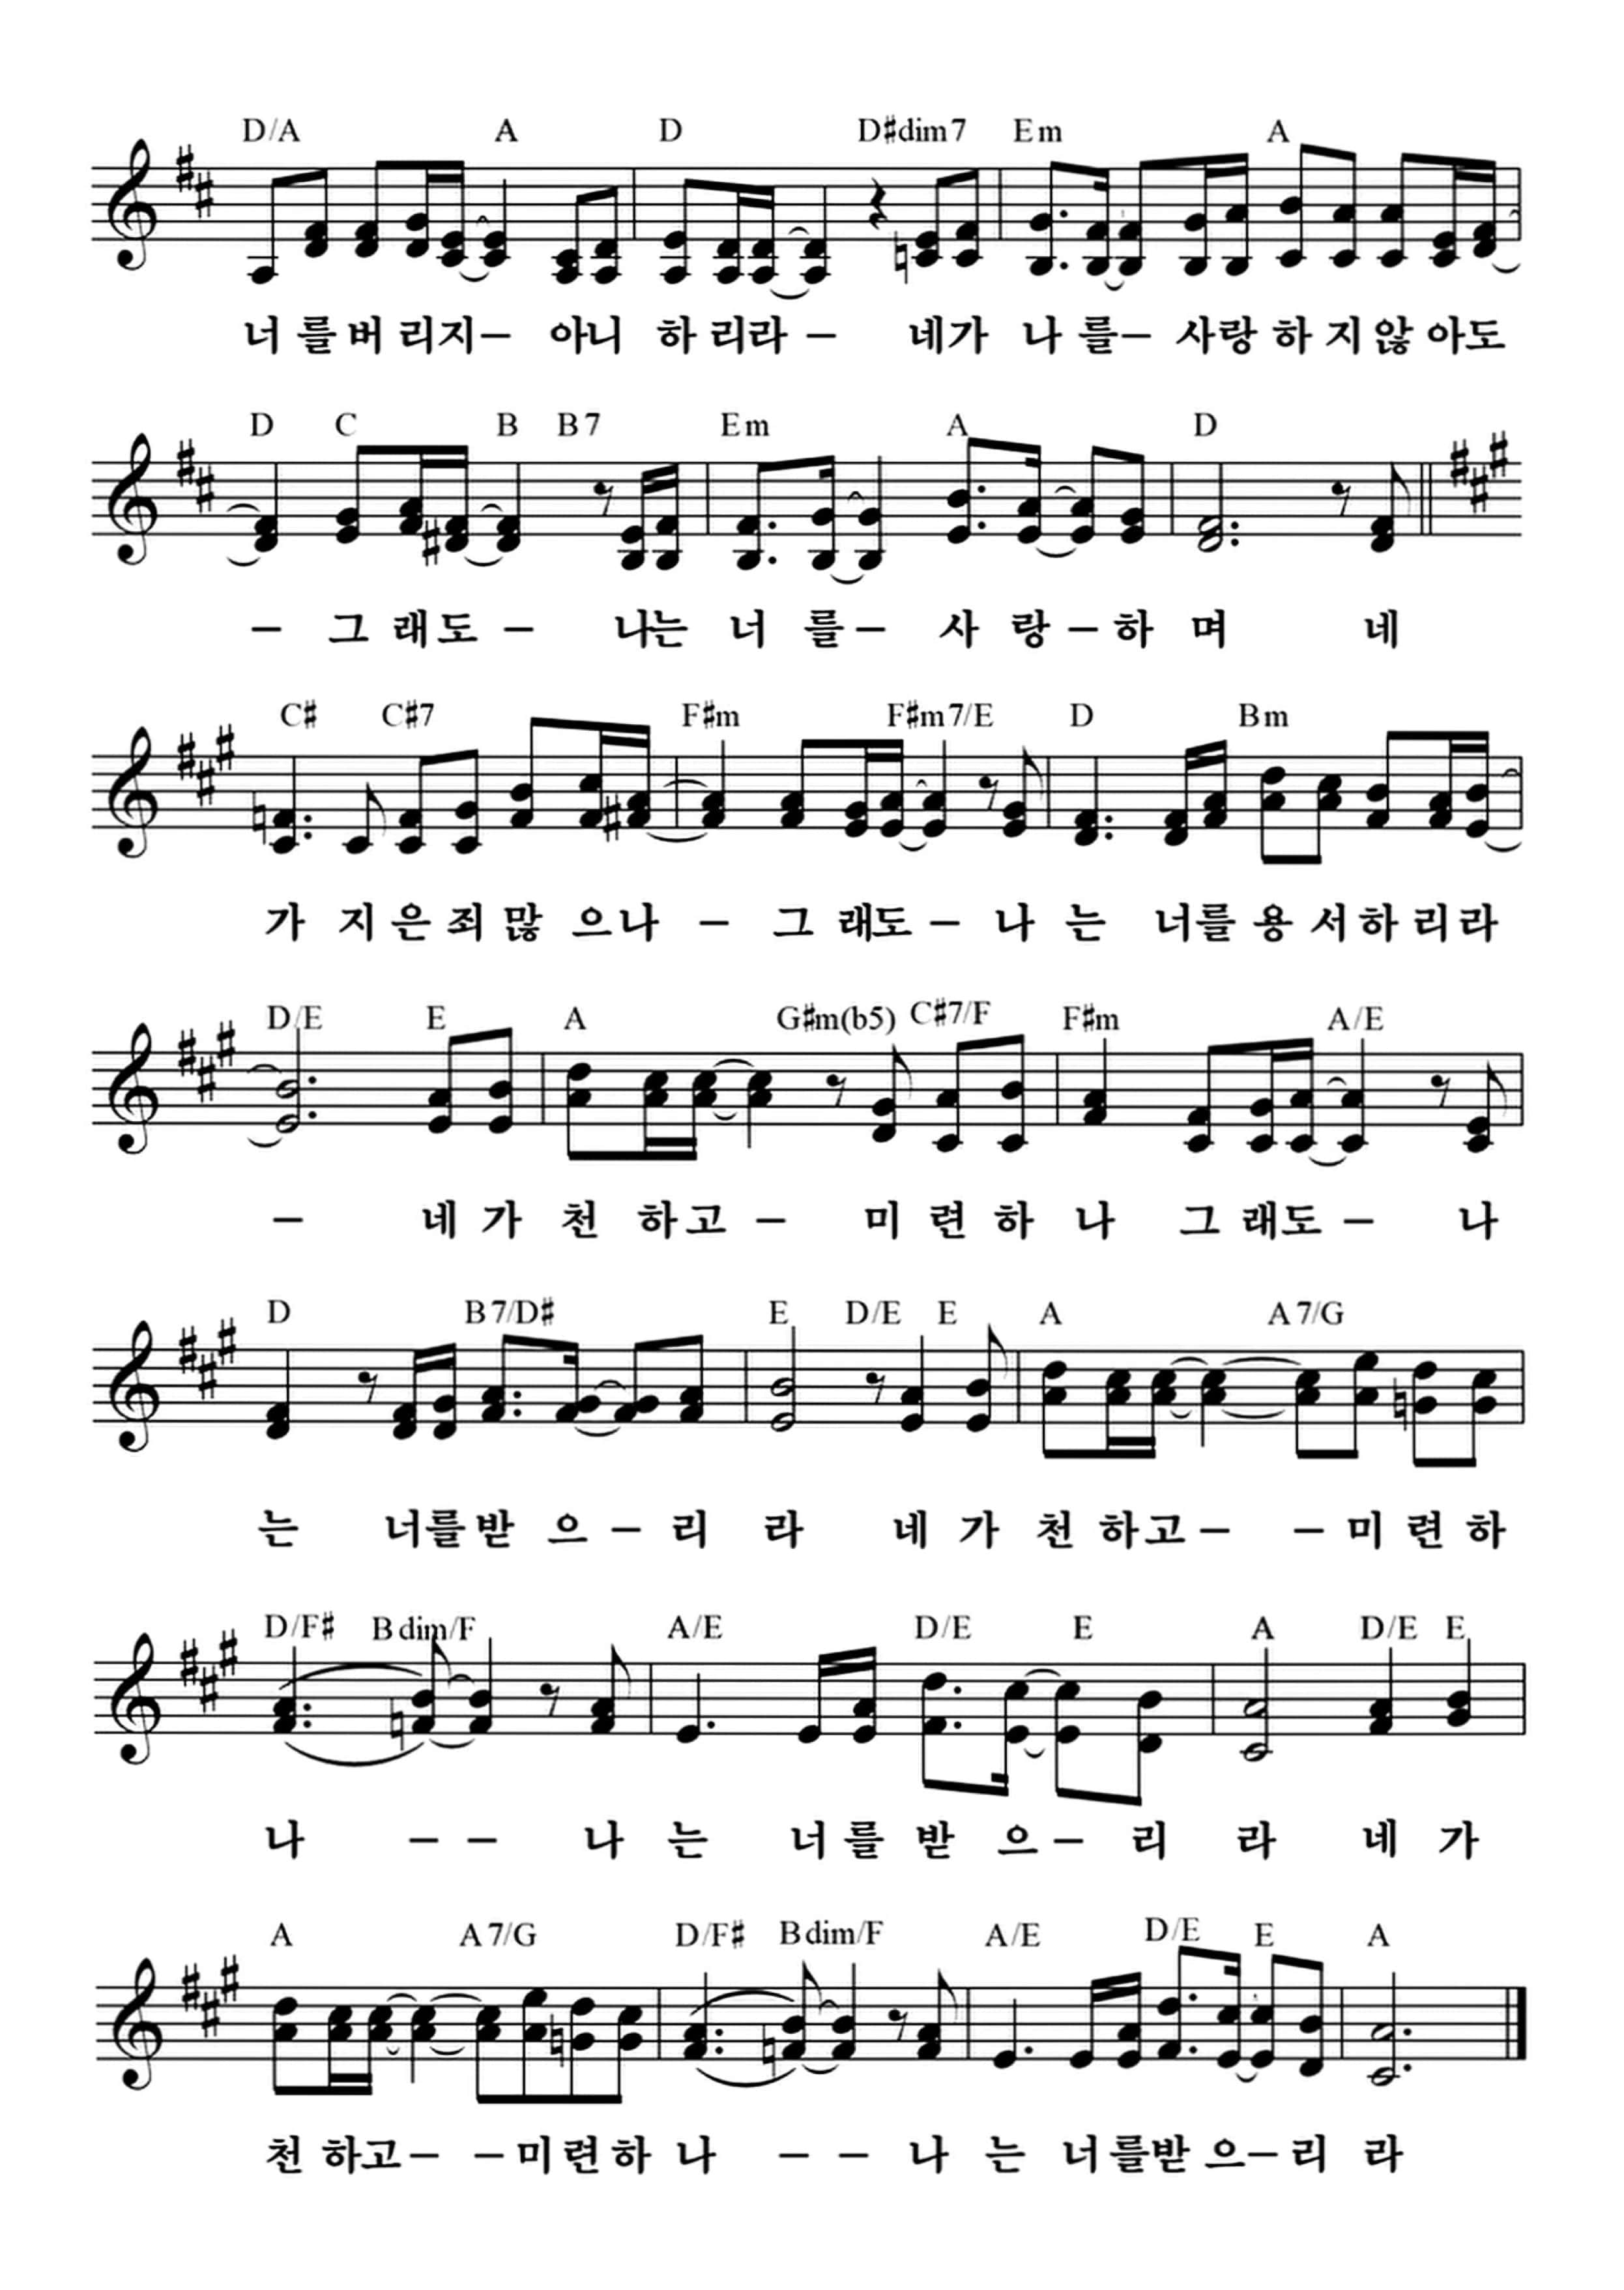 D/A A D D#dim7 Em A
너 를 버 리지- 아니 하 리라 - 네가 나 를- 사랑 하 지 않 아도
D C B B7 Em A D
- 그 래도 - 나는 너 를- 사 랑-하 며 네
C# C#7 F#m F#m7/E D Bm
가 지 은 죄 많 으나 - 그 래도 - 나 는 너를 용 서하 리 라
D/E E A G#m(b5) C#7/F F#m A/E
- 네 가 천 하고 - 미 련 하 나 그 래도 - 나
D B7/D# E D/E E A A7/G
는 너를 받 으 - 리 라 네 가 천 하고 - - 미 련 하
D/F# Bdim/F A/E D/E E A D/E E
나 - - 나 는 너 를 받 으- 리 라 네 가
A A7/G D/F# Bdim/F A/E D/E E A
천 하고- -미 련 하 나 - - 나 는 너 를받 으-리 라